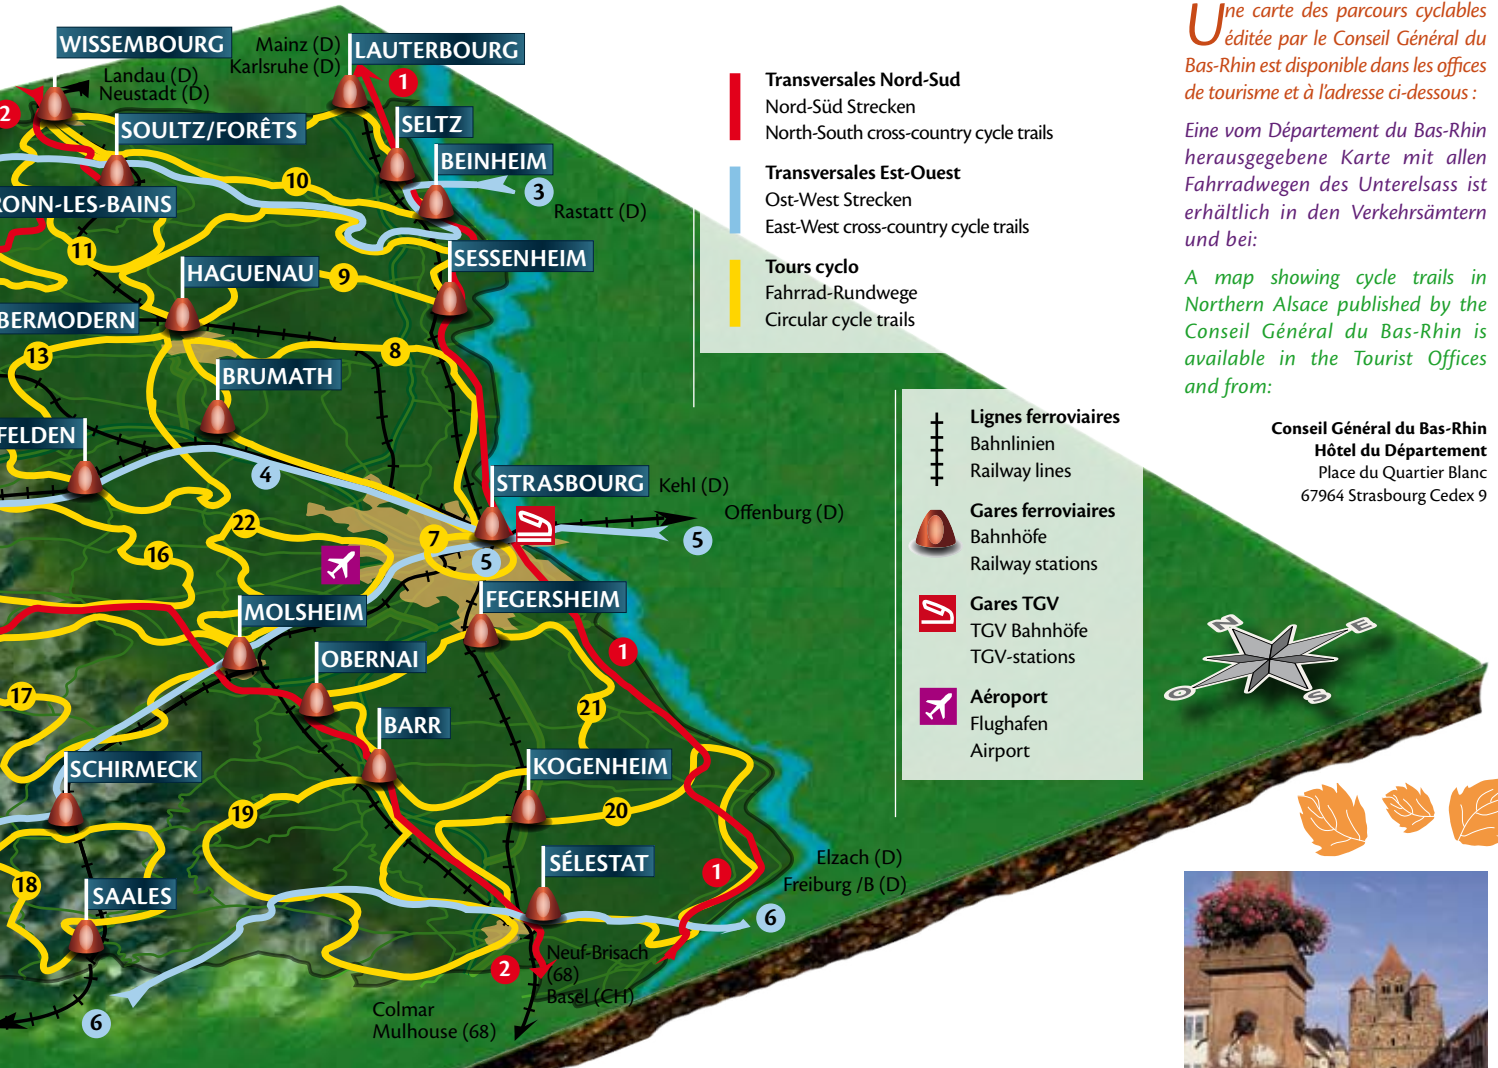 WISSEMBOURG
Mainz (D)
Karlsruhe (D)
LAUTERBOURG
Landau (D)
Neustadt (D)
1
2
SOULTZ/FORÊTS
SELTZ
BEINHEIM
10
3
Rastatt (D)
RONN-LES-BAINS
11
HAGUENAU
9
SESSENHEIM
BERMODERN
13
8
BRUMATH
FELDEN
4
STRASBOURG
Kehl (D)
Offenburg (D)
22
7
5
5
16
MOLSHEIM
FEGERSHEIM
OBERNAI
1
17
21
BARR
SCHIRMECK
KOGENHEIM
19
20
SÉLESTAT
Elzach (D)
Freiburg /B (D)
1
18
SAALES
6
2
Neuf-Brisach
(68)
Basel (CH)
Colmar
Mulhouse (68)
6
Transversales Nord-Sud
Nord-Süd Strecken
North-South cross-country cycle trails
Transversales Est-Ouest
Ost-West Strecken
East-West cross-country cycle trails
Tours cyclo
Fahrrad-Rundwege
Circular cycle trails
Lignes ferroviaires
Bahnlinien
Railway lines
Gares ferroviaires
Bahnhöfe
Railway stations
Gares TGV
TGV Bahnhöfe
TGV-stations
Aéroport
Flughafen
Airport
N
E
O
S
Une carte des parcours cyclables
éditée par le Conseil Général du
Bas-Rhin est disponible dans les offices
de tourisme et à l'adresse ci-dessous :
Eine vom Département du Bas-Rhin
herausgegebene Karte mit allen
Fahrradwegen des Unterelsass ist
erhältlich in den Verkehrsämtern
und bei:
A map showing cycle trails in
Northern Alsace published by the
Conseil Général du Bas-Rhin is
available in the Tourist Offices
and from:
Conseil Général du Bas-Rhin
Hôtel du Département
Place du Quartier Blanc
67964 Strasbourg Cedex 9